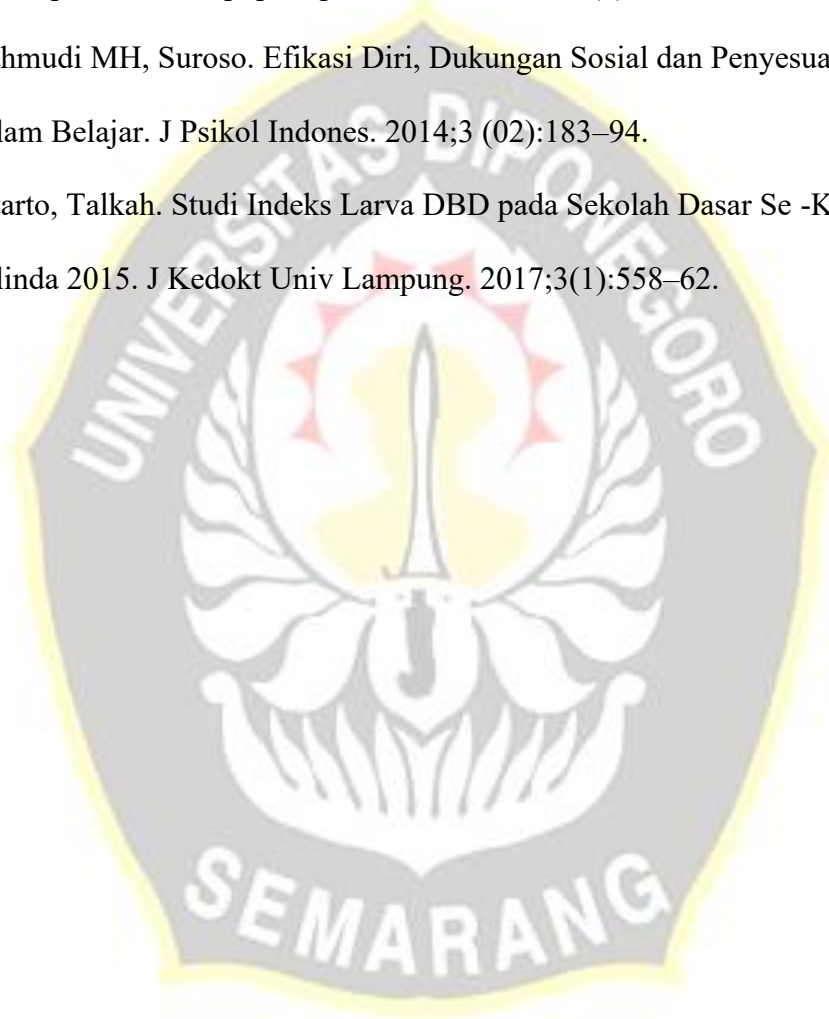 ahmudi MH, Suroso. Efikasi Diri, Dukungan Sosial dan Penyesua
lam Belajar. J Psikol Indones. 2014;3 (02):183–94.
arto, Talkah. Studi Indeks Larva DBD pada Sekolah Dasar Se -K
linda 2015. J Kedokt Univ Lampung. 2017;3(1):558–62.
UNIVERSITAS DIPONEGORO
SEMARANG